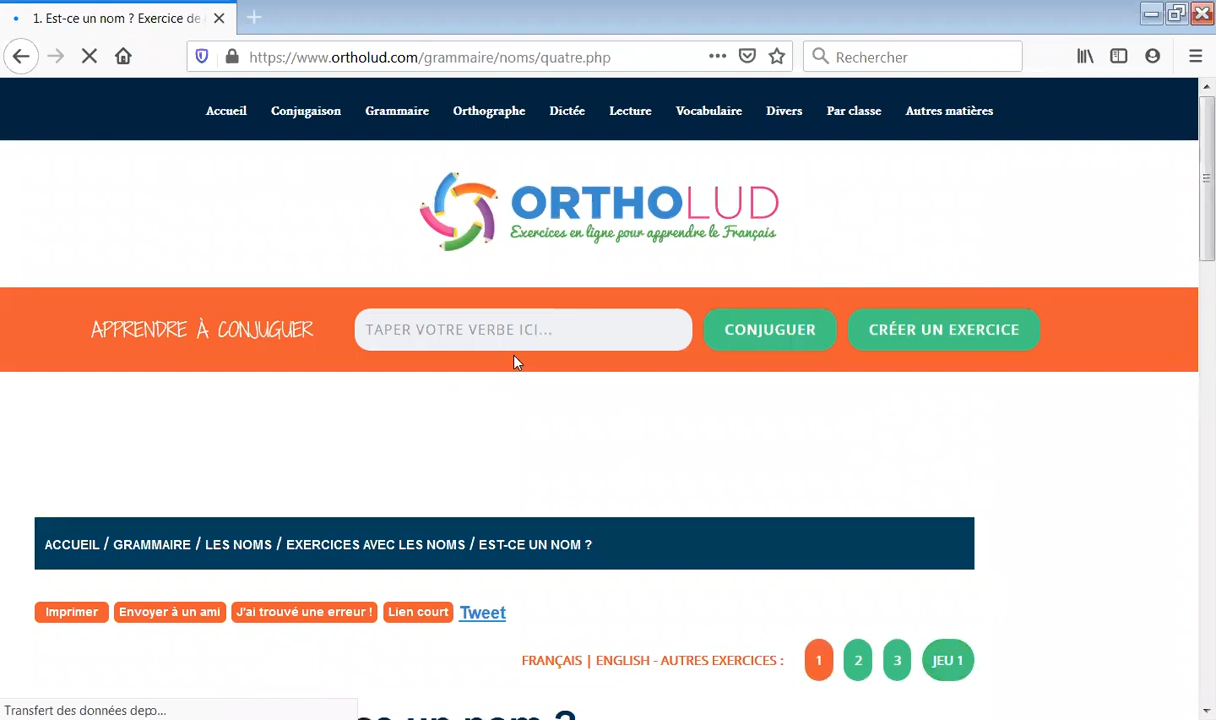 1. Est-ce un nom ? Exercice de
https://www.ortholud.com/grammaire/noms/quatre.php
Rechercher
Accueil Conjugaison Grammaire Orthographe Dictée Lecture Vocabulaire Divers Par classe Autres matières
ORTHOLUD
Exercices en ligne pour apprendre le Français
APPRENDRE À CONJUGUER
TAPER VOTRE VERBE ICI...
CONJUGUER
CRÉER UN EXERCICE
ACCUEIL / GRAMMAIRE / LES NOMS / EXERCICES AVEC LES NOMS / EST-CE UN NOM ?
Imprimer Envoyer à un ami J'ai trouvé une erreur ! Lien court Tweet
FRANÇAIS | ENGLISH - AUTRES EXERCICES : 1 2 3 JEU 1
un nom ?
Transfert des données depo...